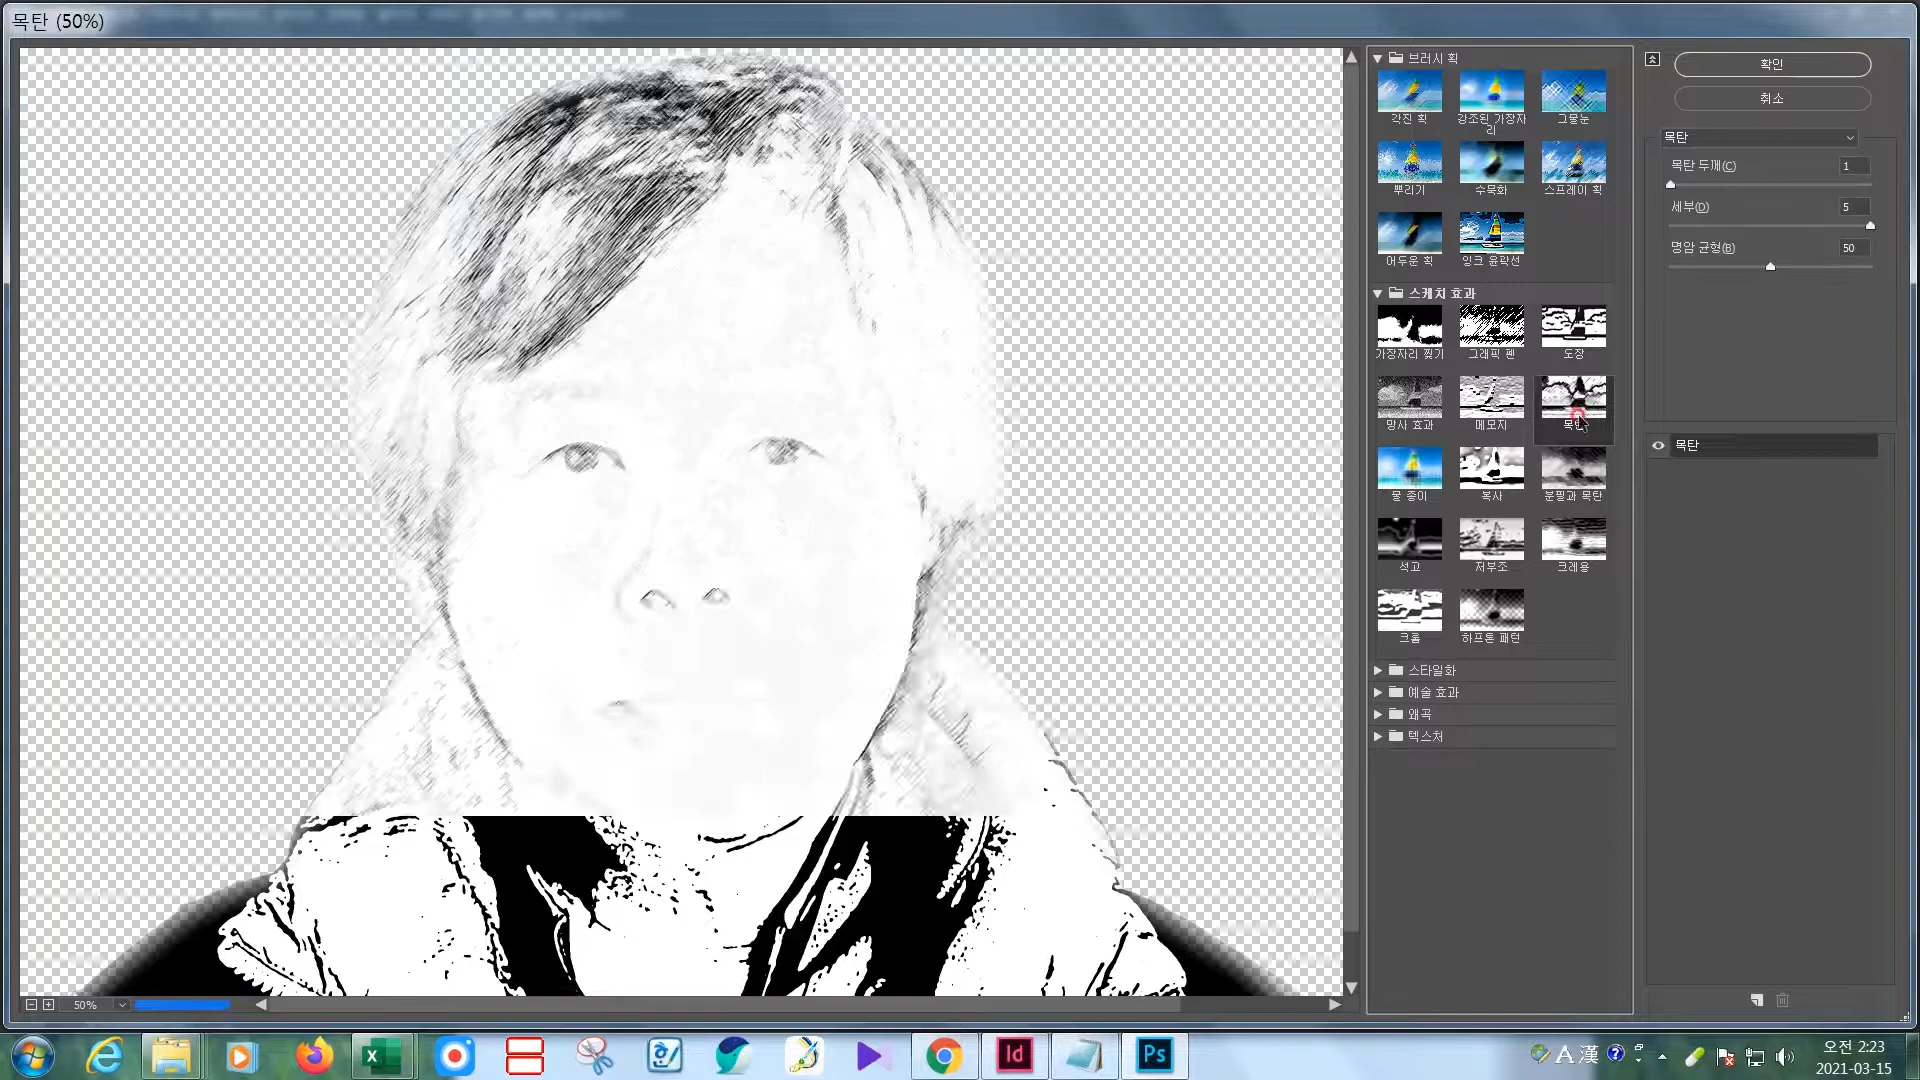 목탄 (50%)
브러시 획
각진 획
강조된 가장자리
그물눈
뿌리기
수묵화
스프레이 획
어두운 획
잉크 윤곽선
스케치 효과
가장자리 찢기
그래픽 펜
도장
망사 효과
메모지
물 종이
복사
분필과 목탄
석고
저부조
크레용
크롬
하프톤 패턴
스타일화
예술 효과
왜곡
텍스처
확인
취소
목탄
목탄 두께(C)
1
세부(D)
5
명암 균형(B)
50
목탄
50%
Id
Ps
A 漢
오전 2:23
2021-03-15